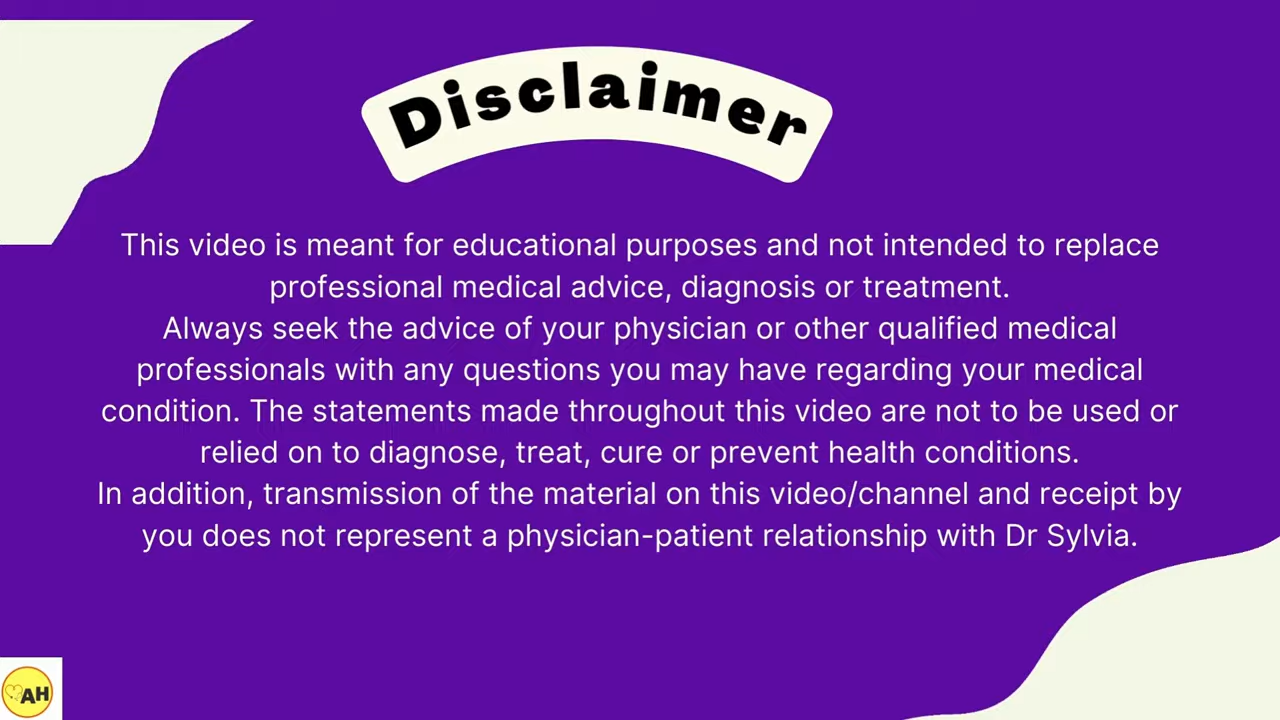 Disclaimer
This video is meant for educational purposes and not intended to replace
professional medical advice, diagnosis or treatment.
Always seek the advice of your physician or other qualified medical
professionals with any questions you may have regarding your medical
condition. The statements made throughout this video are not to be used or
relied on to diagnose, treat, cure or prevent health conditions.
In addition, transmission of the material on this video/channel and receipt by
you does not represent a physician-patient relationship with Dr Sylvia.
AH